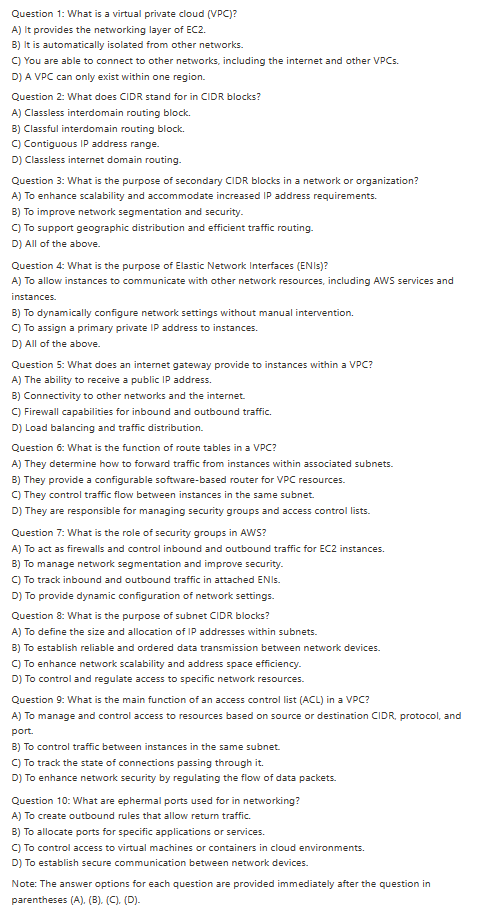 Question 1: What is a virtual private cloud (VPC)?
A) It provides the networking layer of EC2.
B) It is automatically isolated from other networks.
C) You are able to connect to other networks, including the internet and other VPCs.
D) A VPC can only exist within one region.
Question 2: What does CIDR stand for in CIDR blocks?
A) Classless interdomain routing block.
B) Classful interdomain routing block.
C) Contiguous IP address range.
D) Classless internet domain routing.
Question 3: What is the purpose of secondary CIDR blocks in a network or organization?
A) To enhance scalability and accommodate increased IP address requirements.
B) To improve network segmentation and security.
C) To support geographic distribution and efficient traffic routing.
D) All of the above.
Question 4: What is the purpose of Elastic Network Interfaces (ENIs)?
A) To allow instances to communicate with other network resources, including AWS services and
instances.
B) To dynamically configure network settings without manual intervention.
C) To assign a primary private IP address to instances.
D) All of the above.
Question 5: What does an internet gateway provide to instances within a VPC?
A) The ability to receive a public IP address.
B) Connectivity to other networks and the internet.
C) Firewall capabilities for inbound and outbound traffic.
D) Load balancing and traffic distribution.
Question 6: What is the function of route tables in a VPC?
A) They determine how to forward traffic from instances within associated subnets.
B) They provide a configurable software-based router for VPC resources.
C) They control traffic flow between instances in the same subnet.
D) They are responsible for managing security groups and access control lists.
Question 7: What is the role of security groups in AWS?
A) To act as firewalls and control inbound and outbound traffic for EC2 instances.
B) To manage network segmentation and improve security.
C) To track inbound and outbound traffic in attached ENIs.
D) To provide dynamic configuration of network settings.
Question 8: What is the purpose of subnet CIDR blocks?
A) To define the size and allocation of IP addresses within subnets.
B) To establish reliable and ordered data transmission between network devices.
C) To enhance network scalability and address space efficiency.
D) To control and regulate access to specific network resources.
Question 9: What is the main function of an access control list (ACL) in a VPC?
A) To manage and control access to resources based on source or destination CIDR, protocol, and
port.
B) To control traffic between instances in the same subnet.
C) To track the state of connections passing through it.
D) To enhance network security by regulating the flow of data packets.
Question 10: What are ephermal ports used for in networking?
A) To create outbound rules that allow return traffic.
B) To allocate ports for specific applications or services.
C) To control access to virtual machines or containers in cloud environments.
D) To establish secure communication between network devices.
Note: The answer options for each question are provided immediately after the question in
parentheses (A), (B), (C), (D).